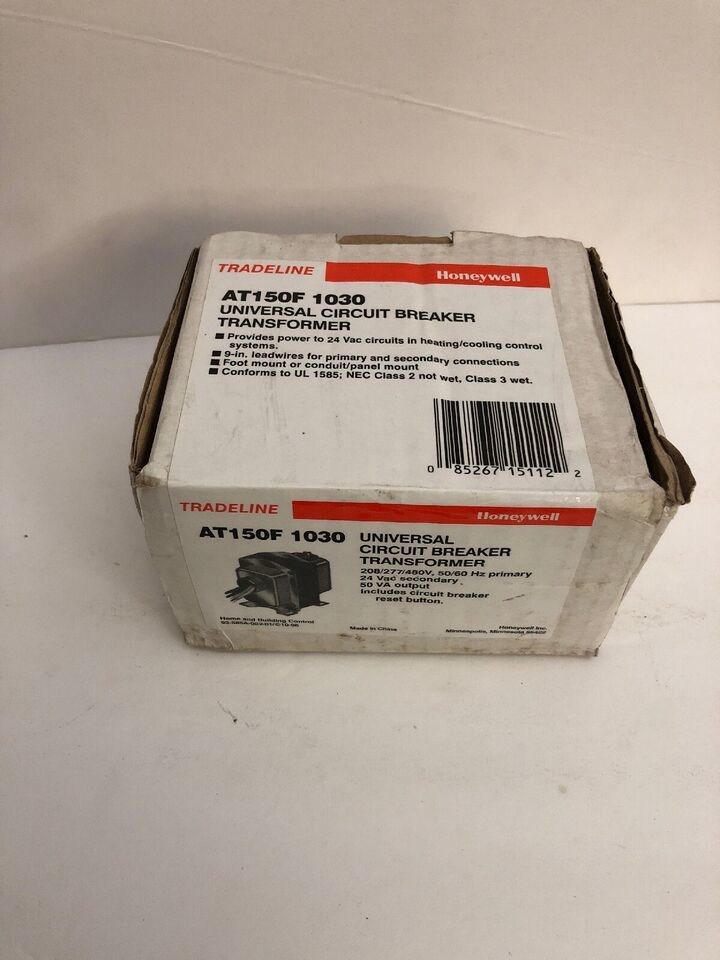 TRADELINE Honeywell
AT150F 1030
UNIVERSAL CIRCUIT BREAKER
TRANSFORMER
■ Provides power to 24 Vac circuits in heating/cooling control
systems.
■ 9-in. leadwires for primary and secondary connections
■ Foot mount or conduit/panel mount
■ Conforms to UL 1585; NEC Class 2 not wet, Class 3 wet.
0 85267 15112 2
TRADELINE Honeywell
AT150F 1030 UNIVERSAL
CIRCUIT BREAKER
TRANSFORMER
208/277/480V, 50/60 Hz primary
24 Vac secondary
50 VA output
Includes circuit breaker
reset button.
Home and Building Control
Made in China
Honeywell Inc.
Minneapolis, Minnesota 55422